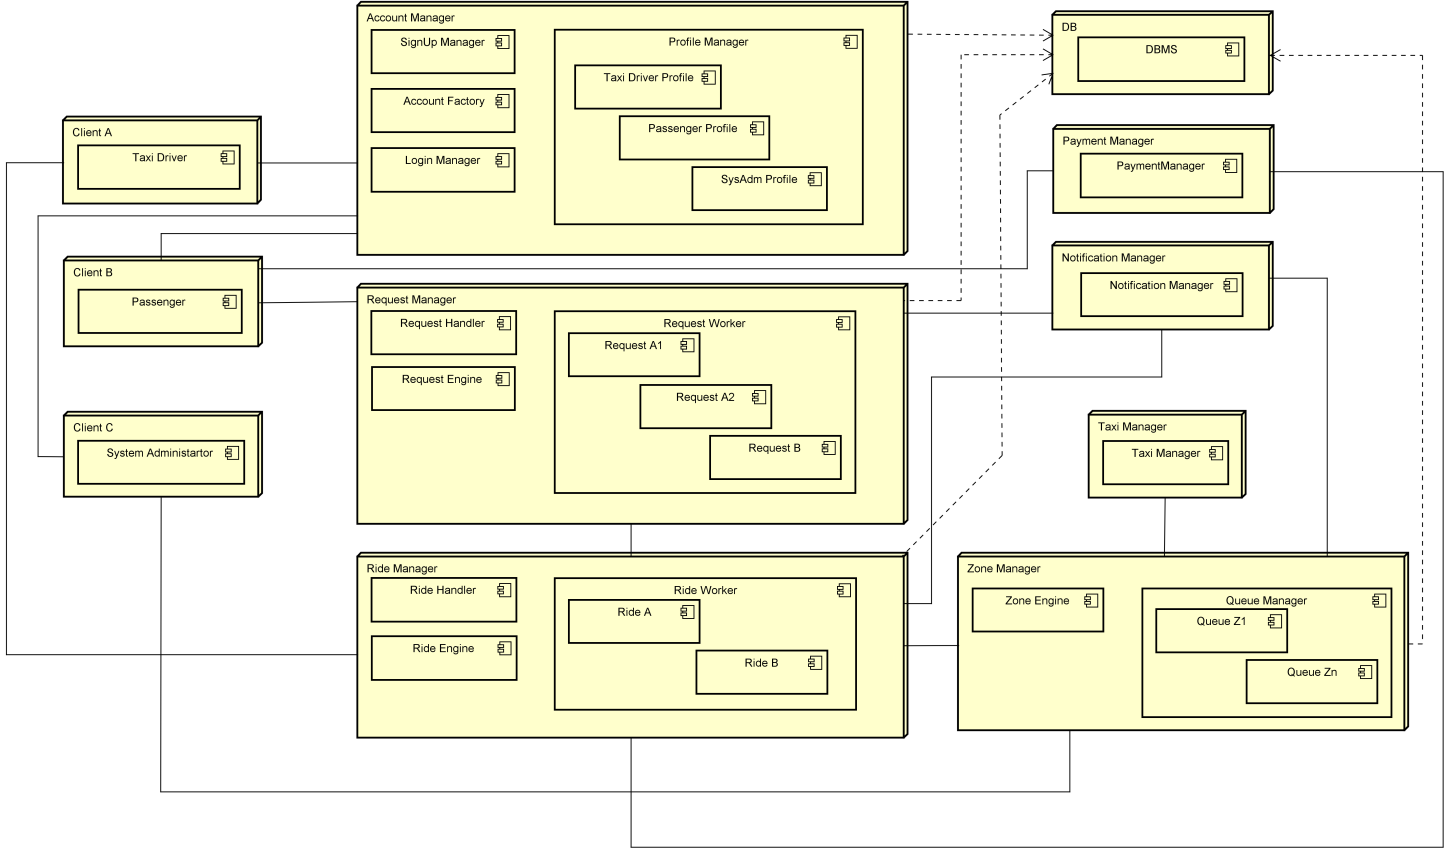 Account Manager
SignUp Manager
Account Factory
Login Manager
Profile Manager
Taxi Driver Profile
Passenger Profile
SysAdm Profile
DB
DBMS
Client A
Taxi Driver
Payment Manager
PaymentManager
Client B
Passenger
Notification Manager
Notification Manager
Request Manager
Request Handler
Request Engine
Request Worker
Request A1
Request A2
Request B
Client C
System Administartor
Taxi Manager
Taxi Manager
Ride Manager
Ride Handler
Ride Engine
Ride Worker
Ride A
Ride B
Zone Manager
Zone Engine
Queue Manager
Queue Z1
Queue Zn